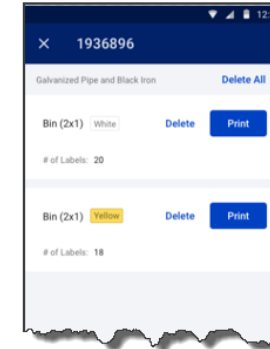 12:
× 1936896
Galvanized Pipe and Black Iron Delete All
Bin (2x1) White Delete Print
# of Labels: 20
Bin (2x1) Yellow Delete Print
# of Labels: 18